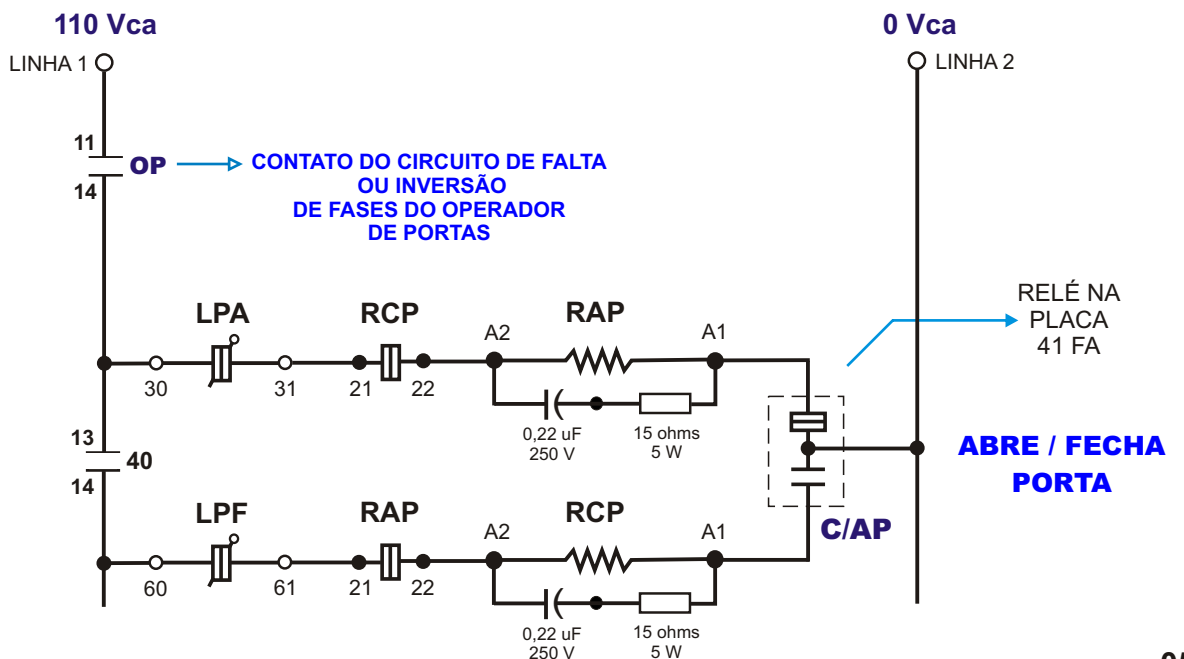 110 Vca
0 Vca
LINHA 1
LINHA 2
11
OP
14
CONTATO DO CIRCUITO DE FALTA
OU INVERSÃO
DE FASES DO OPERADOR
DE PORTAS
RELÉ NA
PLACA
41 FA
LPA
RCP
A2
RAP
A1
30
31
21
22
0,22 uF
250 V
15 ohms
5 W
13
40
14
ABRE / FECHA
PORTA
C/AP
LPF
RAP
A2
RCP
A1
60
61
21
22
0,22 uF
250 V
15 ohms
5 W